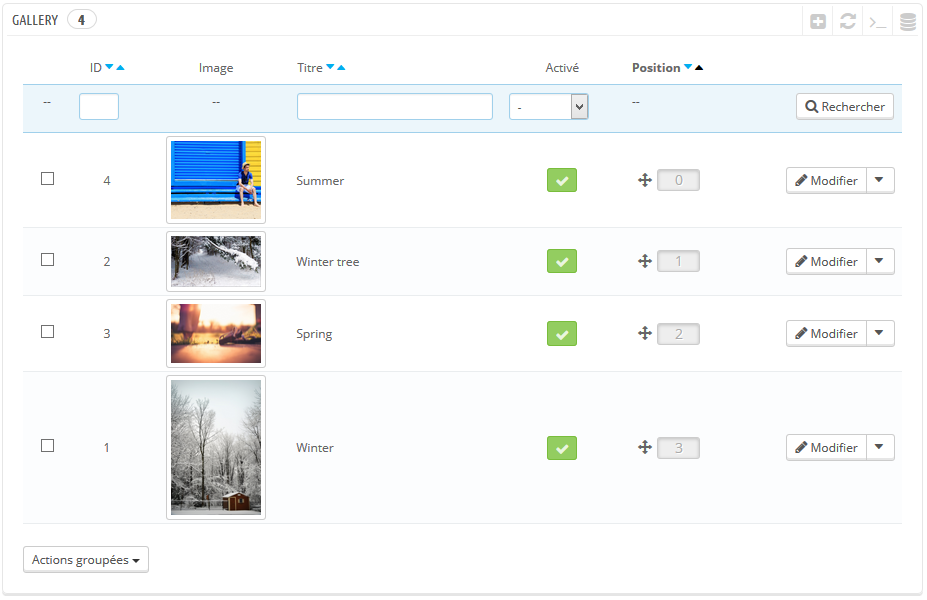 GALLERY 4
ID Image Titre Activé Position
-- -- - -- Rechercher
4 Summer 0 Modifier
2 Winter tree 1 Modifier
3 Spring 2 Modifier
1 Winter 3 Modifier
Actions groupées